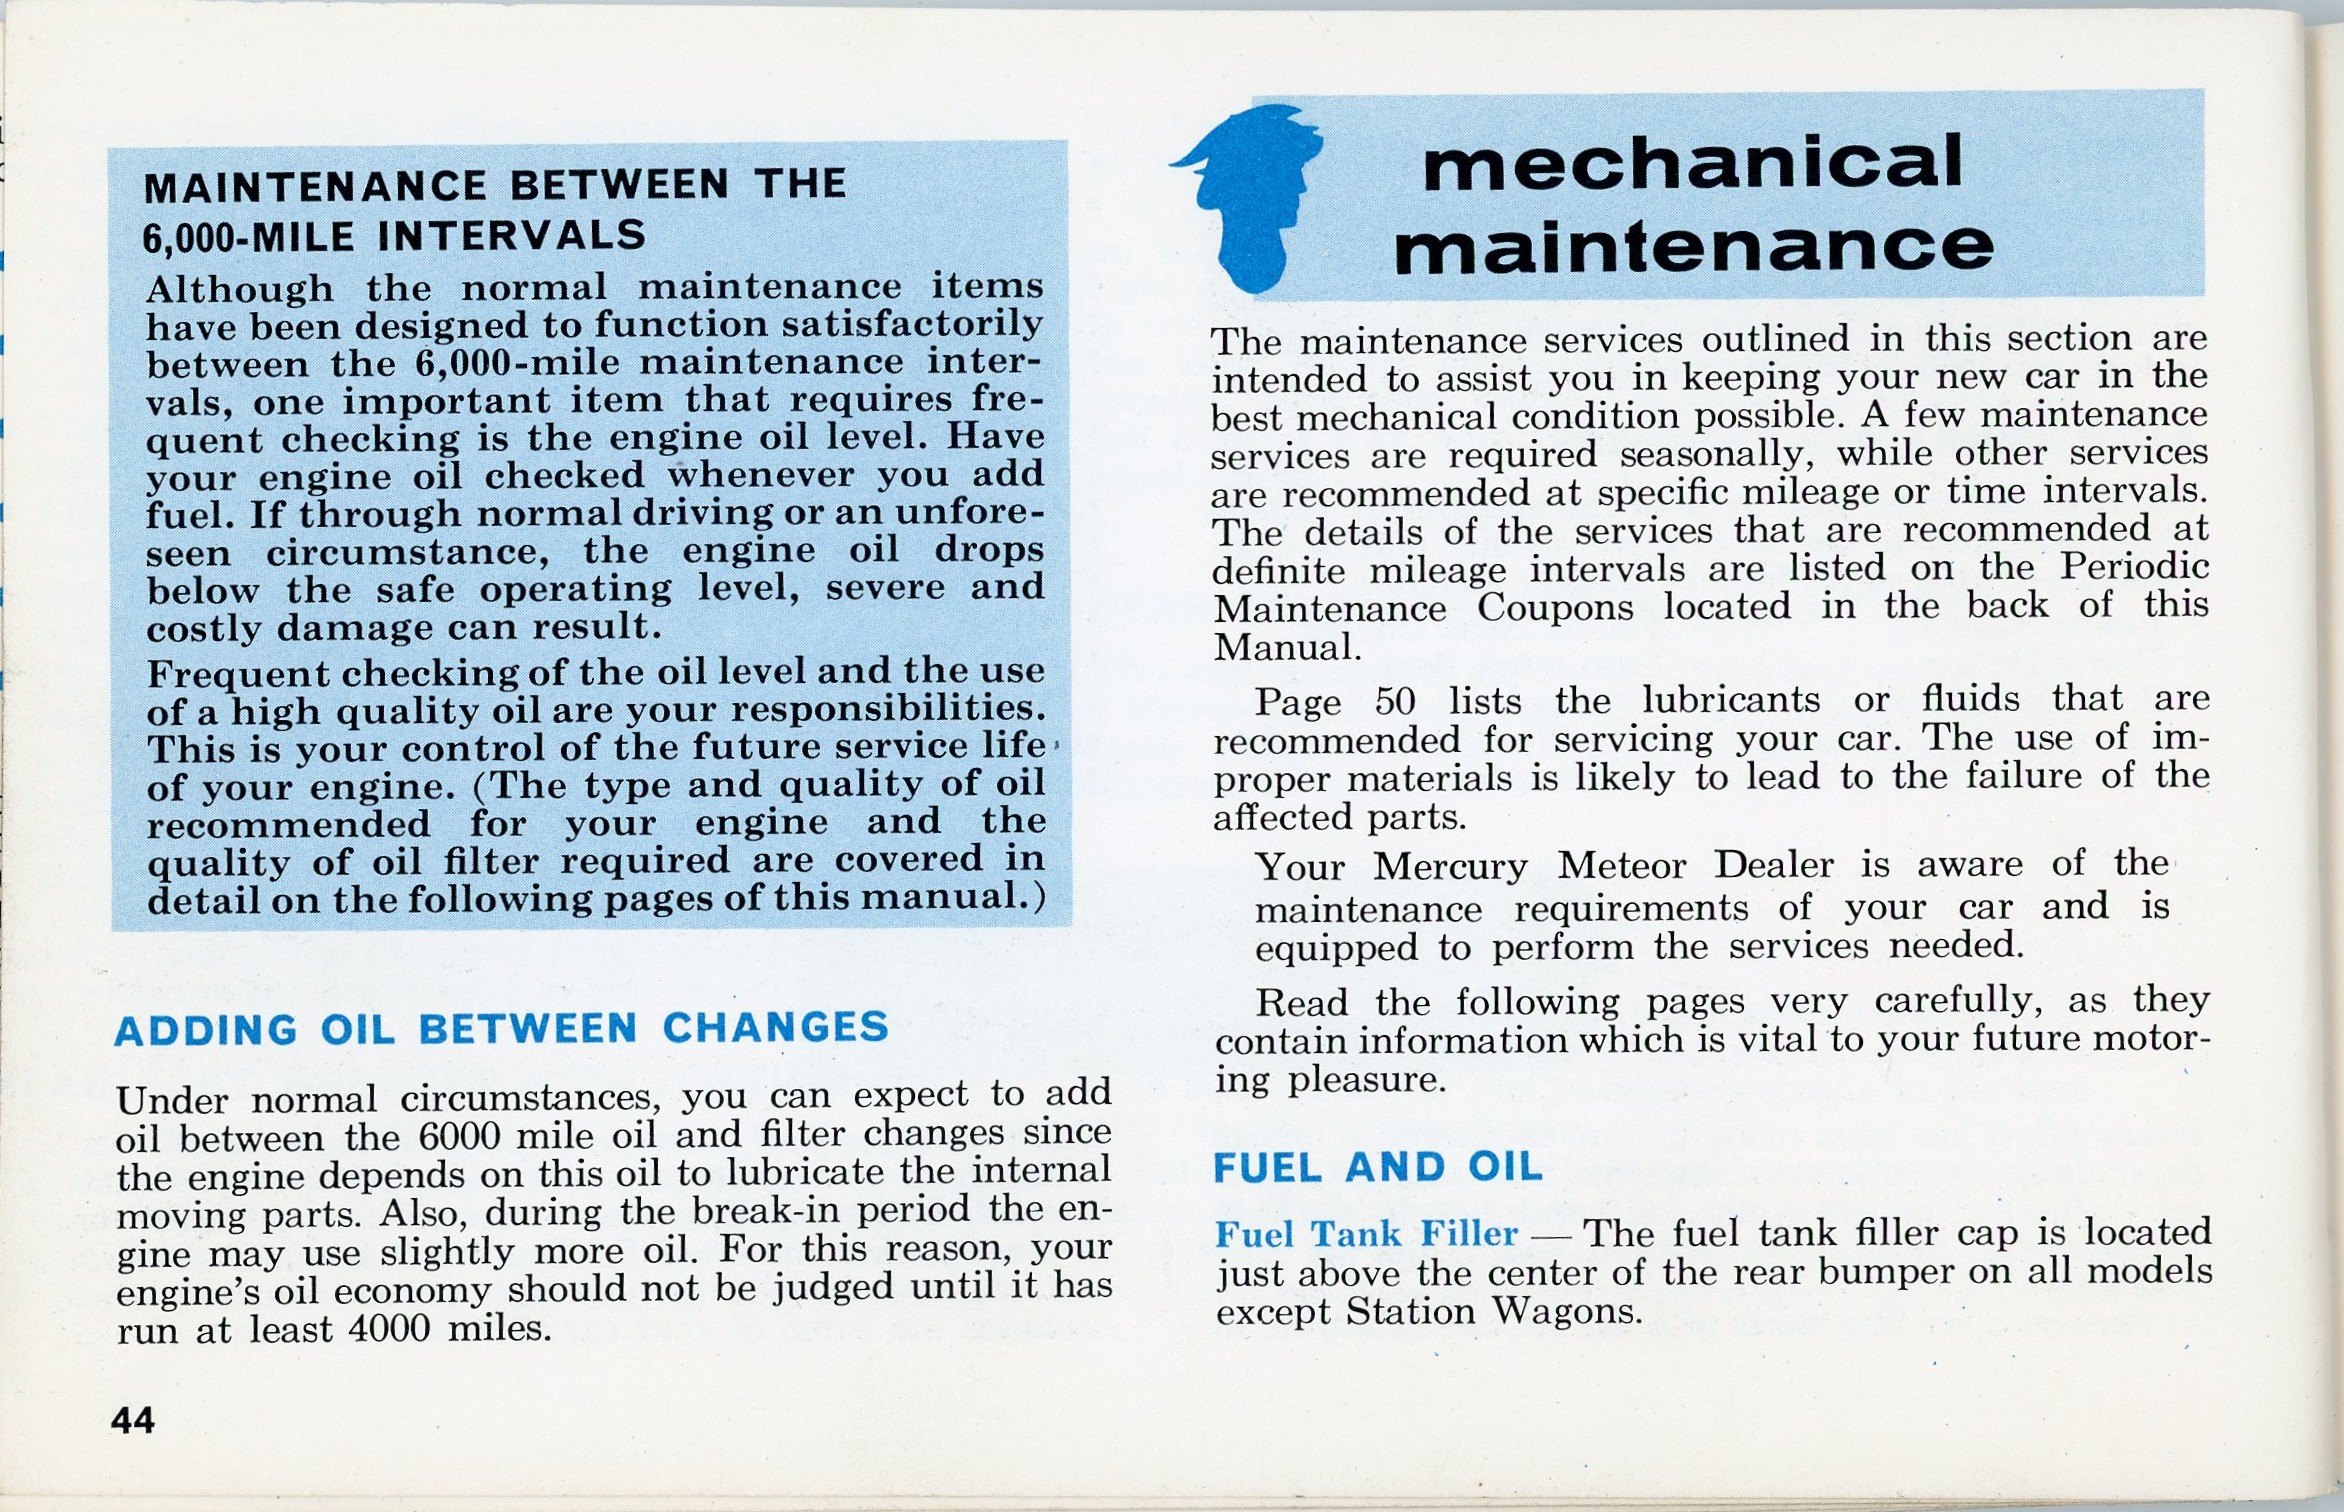 MAINTENANCE BETWEEN THE
6,000-MILE INTERVALS
Although the normal maintenance items
have been designed to function satisfactorily
between the 6,000-mile maintenance inter-
vals, one important item that requires fre-
quent checking is the engine oil level. Have
your engine oil checked whenever you add
fuel. If through normal driving or an unfore-
seen circumstance, the engine oil drops
below the safe operating level, severe and
costly damage can result.
Frequent checking of the oil level and the use
of a high quality oil are your responsibilities.
This is your control of the future service life
of your engine. (The type and quality of oil
recommended for your engine and the
quality of oil filter required are covered in
detail on the following pages of this manual.)
ADDING OIL BETWEEN CHANGES
Under normal circumstances, you can expect to add
oil between the 6000 mile oil and filter changes since
the engine depends on this oil to lubricate the internal
moving parts. Also, during the break-in period the en-
gine may use slightly more oil. For this reason, your
engine's oil economy should not be judged until it has
run at least 4000 miles.
44
mechanical
maintenance
The maintenance services outlined in this section are
intended to assist you in keeping your new car in the
best mechanical condition possible. A few maintenance
services are required seasonally, while other services
are recommended at specific mileage or time intervals.
The details of the services that are recommended at
definite mileage intervals are listed on the Periodic
Maintenance Coupons located in the back of this
Manual.
Page 50 lists the lubricants or fluids that are
recommended for servicing your car. The use of im-
proper materials is likely to lead to the failure of the
affected parts.
Your Mercury Meteor Dealer is aware of the
maintenance requirements of your car and is
equipped to perform the services needed.
Read the following pages very carefully, as they
contain information which is vital to your future motor-
ing pleasure.
FUEL AND OIL
Fuel Tank Filler — The fuel tank filler cap is located
just above the center of the rear bumper on all models
except Station Wagons.